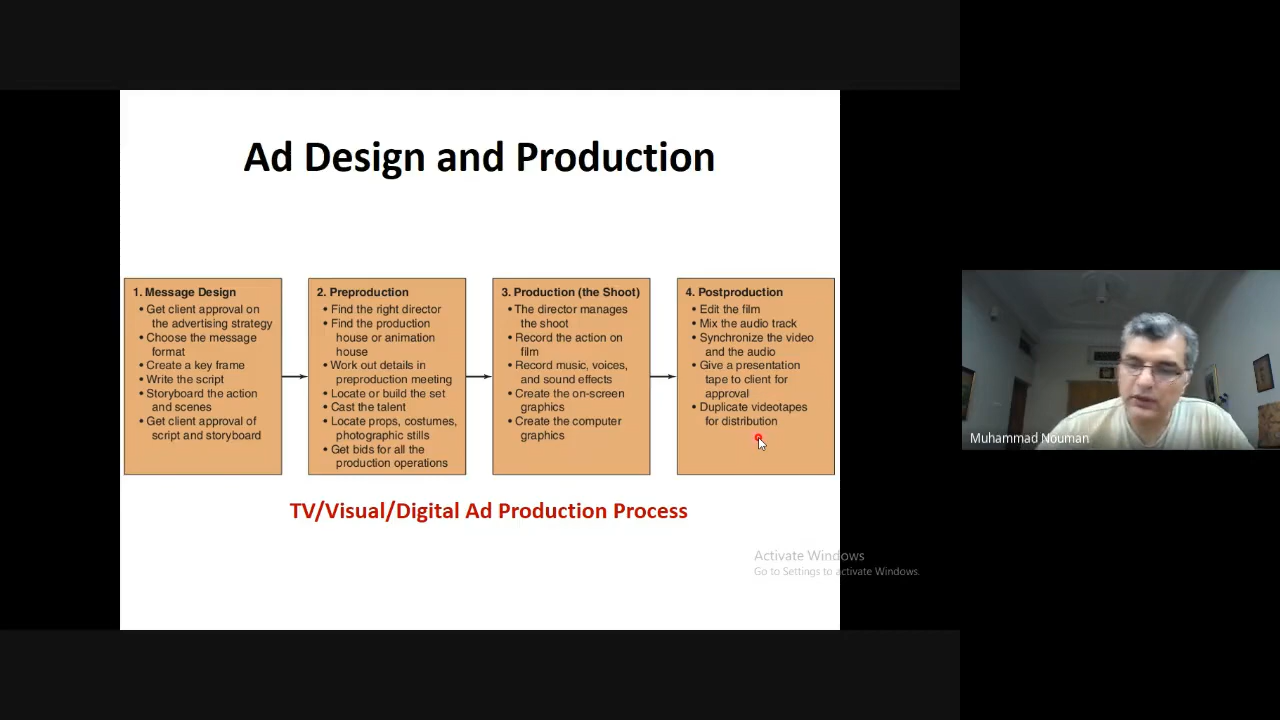 Ad Design and Production
1. Message Design
• Get client approval on
the advertising strategy
• Choose the message
format
• Create a key frame
• Write the script
• Storyboard the action
and scenes
• Get client approval of
script and storyboard
2. Preproduction
• Find the right director
• Find the production
house or animation
house
• Work out details in
preproduction meeting
• Locate or build the set
• Cast the talent
• Locate props, costumes,
photographic stills
• Get bids for all the
production operations
3. Production (the Shoot)
• The director manages
the shoot
• Record the action on
film
• Record music, voices,
and sound effects
• Create the on-screen
graphics
• Create the computer
graphics
4. Postproduction
• Edit the film
• Mix the audio track
• Synchronize the video
and the audio
• Give a presentation
tape to client for
approval
• Duplicate videotapes
for distribution
TV/Visual/Digital Ad Production Process
Activate Windows
Go to Settings to activate Windows.
Muhammad Nouman